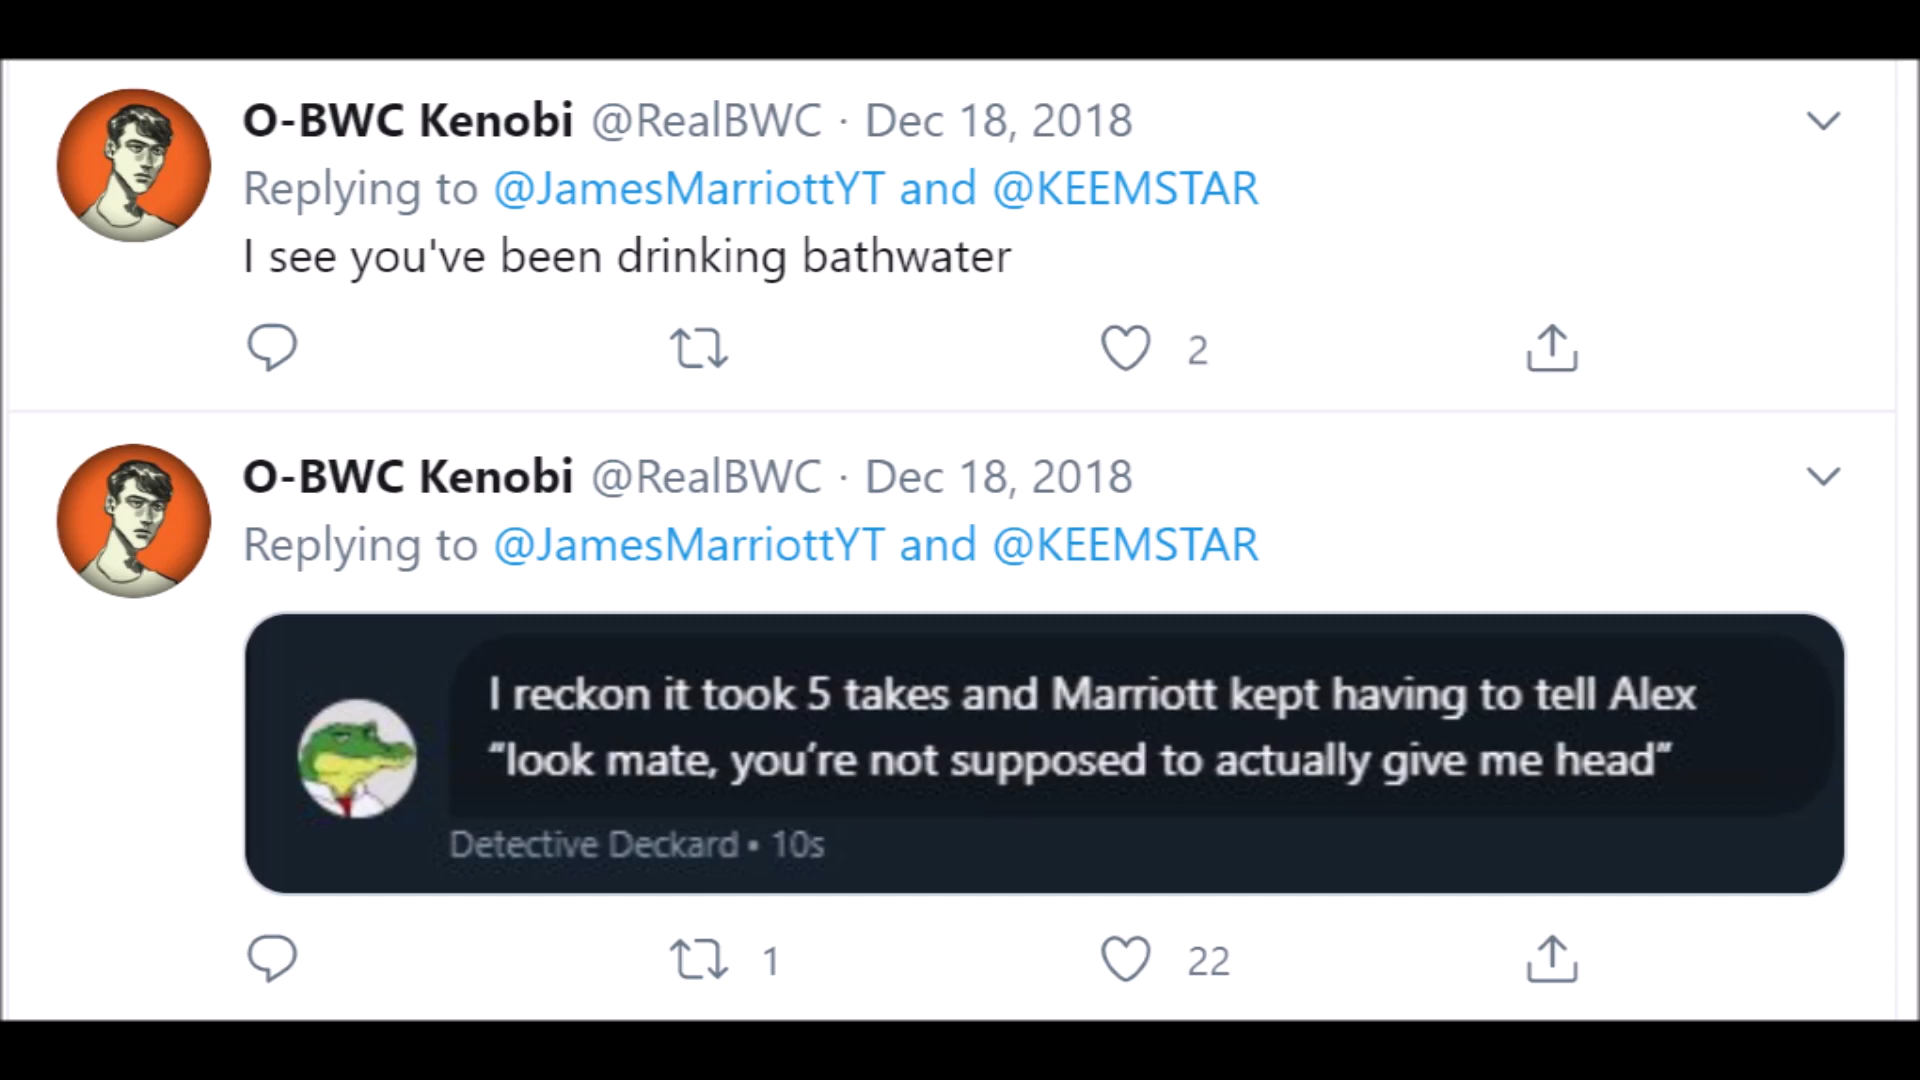 O-BWC Kenobi @RealBWC · Dec 18, 2018
Replying to @JamesMarriottYT and @KEEMSTAR
I see you've been drinking bathwater
2
O-BWC Kenobi @RealBWC · Dec 18, 2018
Replying to @JamesMarriottYT and @KEEMSTAR
I reckon it took 5 takes and Marriott kept having to tell Alex
“look mate, you’re not supposed to actually give me head”
Detective Deckard • 10s
1 22